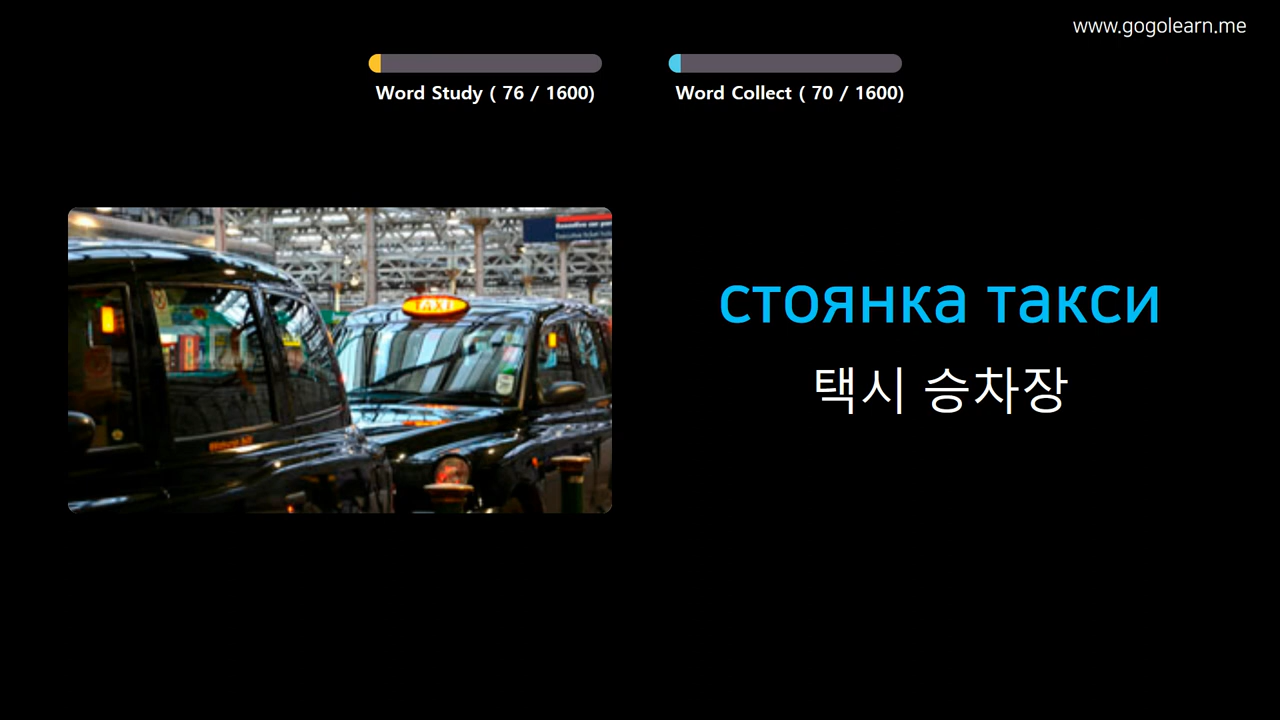 www.gogolearn.me
Word Study ( 76 / 1600)
Word Collect ( 70 / 1600)
TAXI
стоянка такси
택시 승차장